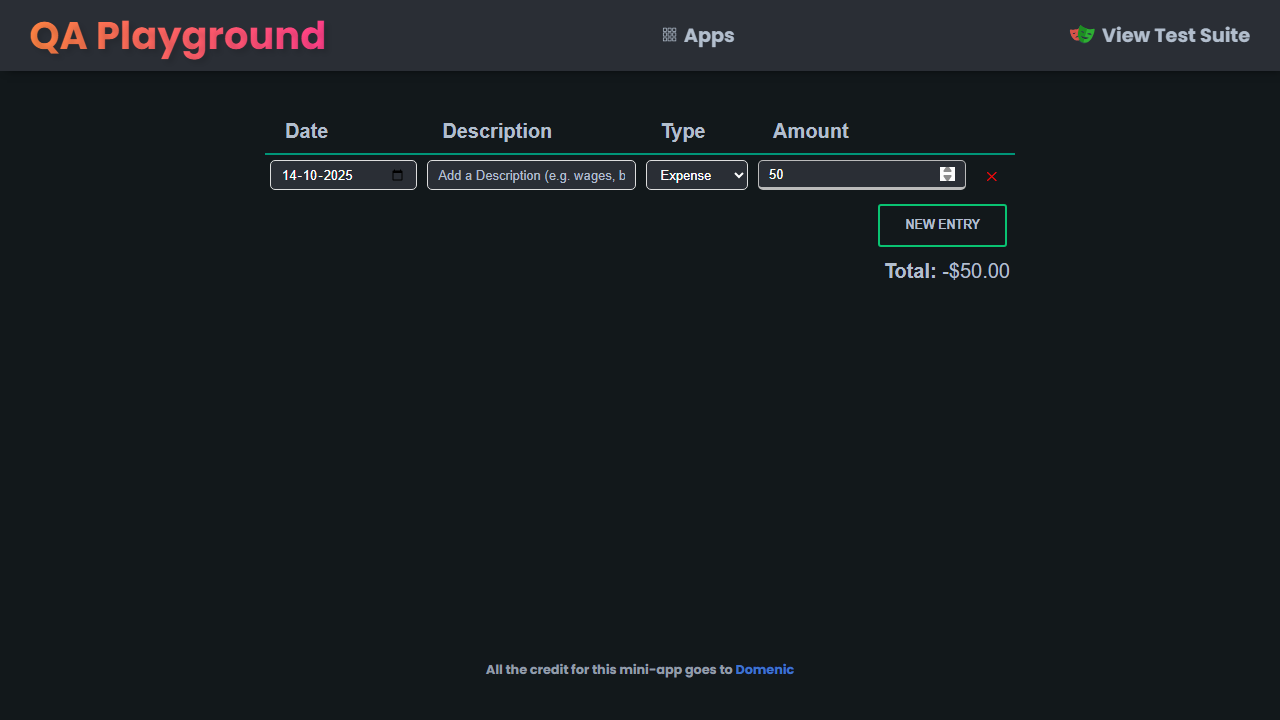 QA Playground
Apps
View Test Suite
Date Description Type Amount
14-10-2025 Add a Description (e.g. wages, b Expense 50
NEW ENTRY
Total: -$50.00
All the credit for this mini-app goes to Domenic